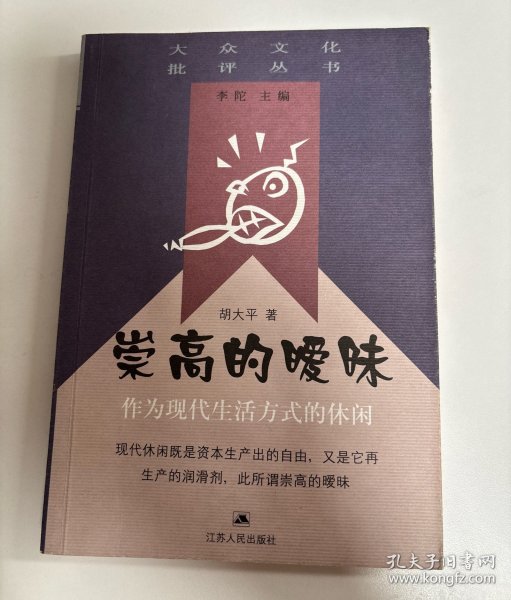 大众文化
批评丛书
李陀 主编
胡大平 著
崇高的暧昧
作为现代生活方式的休闲
现代休闲既是资本生产出的自由，又是它再
生产的润滑剂，此所谓崇高的暧昧
江苏人民出版社
孔夫子旧书网
www.kongfz.com